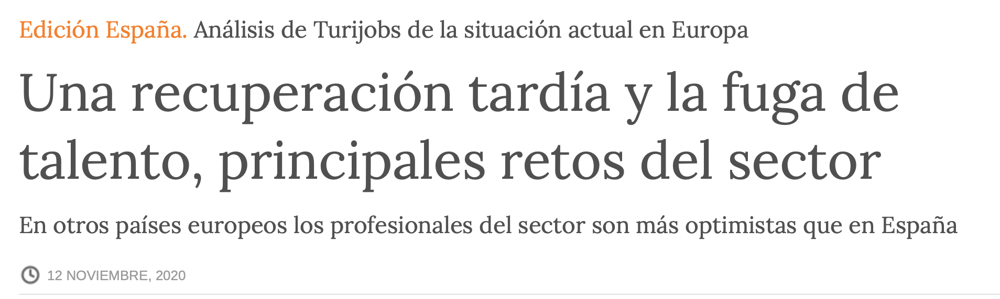 Edición España. Análisis de Turijobs de la situación actual en Europa
Una recuperación tardía y la fuga de
talento, principales retos del sector
En otros países europeos los profesionales del sector son más optimistas que en España
12 NOVIEMBRE, 2020